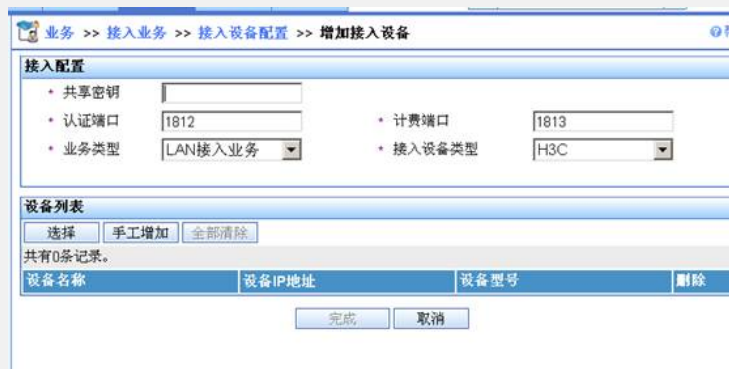 业务 >> 接入业务 >> 接入设备配置 >> 增加接入设备
接入配置
* 共享密钥
* 认证端口 1812 * 计费端口 1813
* 业务类型 LAN接入业务 * 接入设备类型 H3C
设备列表
选择 手工增加 全部清除
共有0条记录。
设备名称 设备IP地址 设备型号 删除
完成 取消